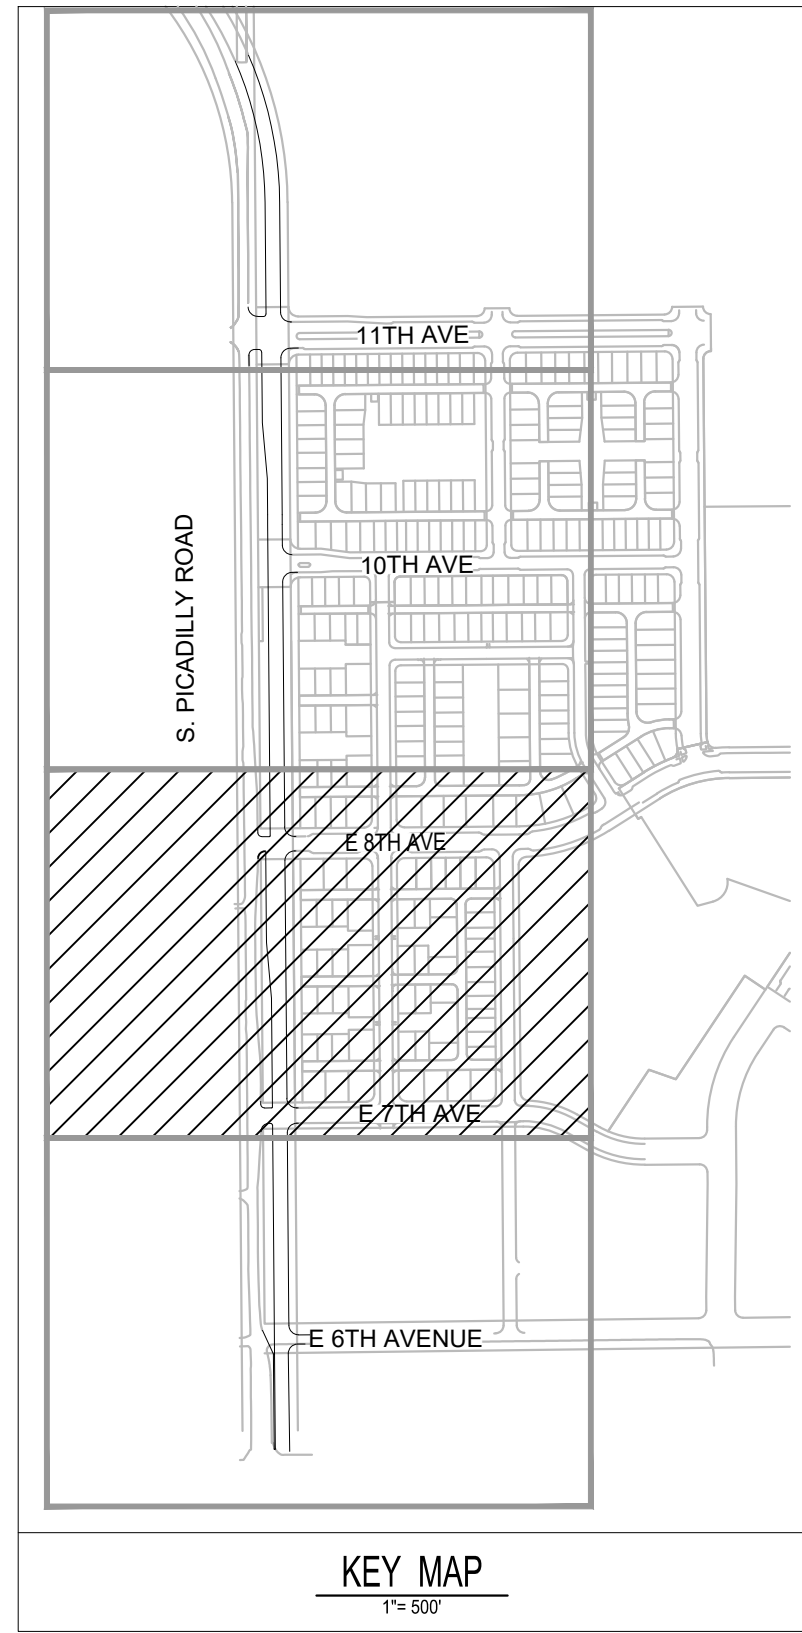 11TH AVE
10TH AVE
S. PICADILLY ROAD
E 8TH AVE
E 7TH AVE
E 6TH AVENUE
KEY MAP
1"= 500'